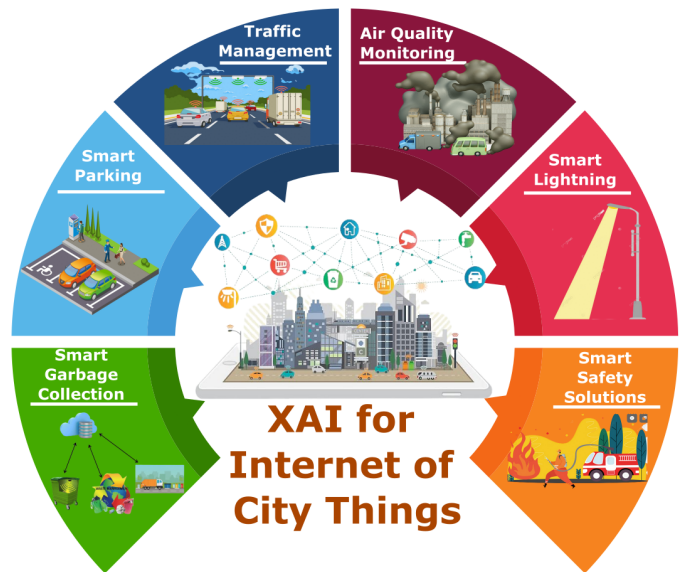 Traffic
Management
Air Quality
Monitoring
Smart
Parking
Smart
Lightning
Smart
Garbage
Collection
Smart
Safety
Solutions
XAI for
Internet of
City Things